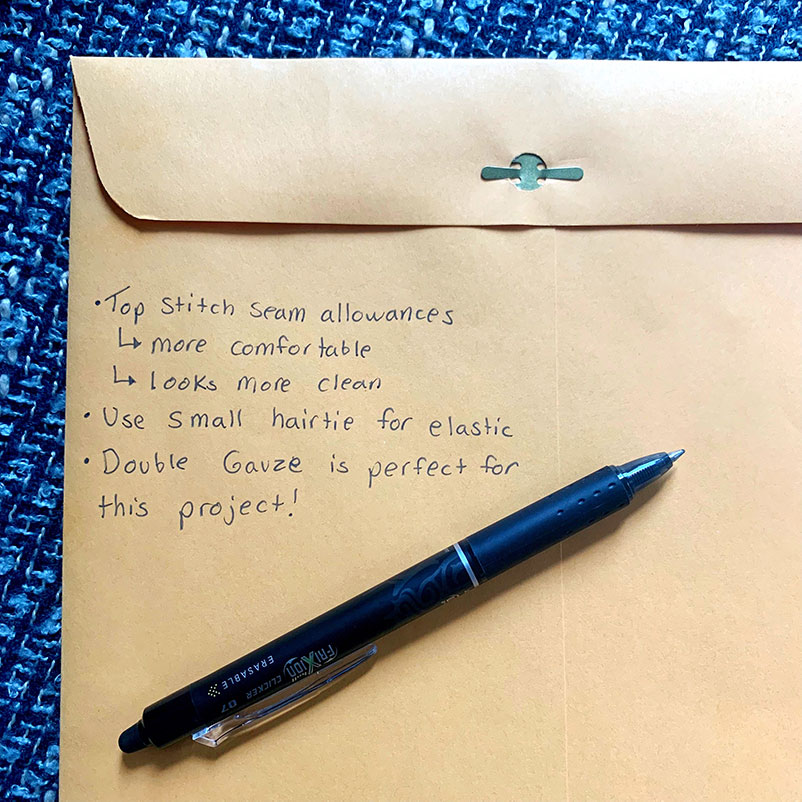 • Top Stitch seam allowances
↳ more comfortable
↳ looks more clean
• Use small hairtie for elastic
• Double Gauze is perfect for
this project!
FRIXION CLICKER 07
ERASABLE